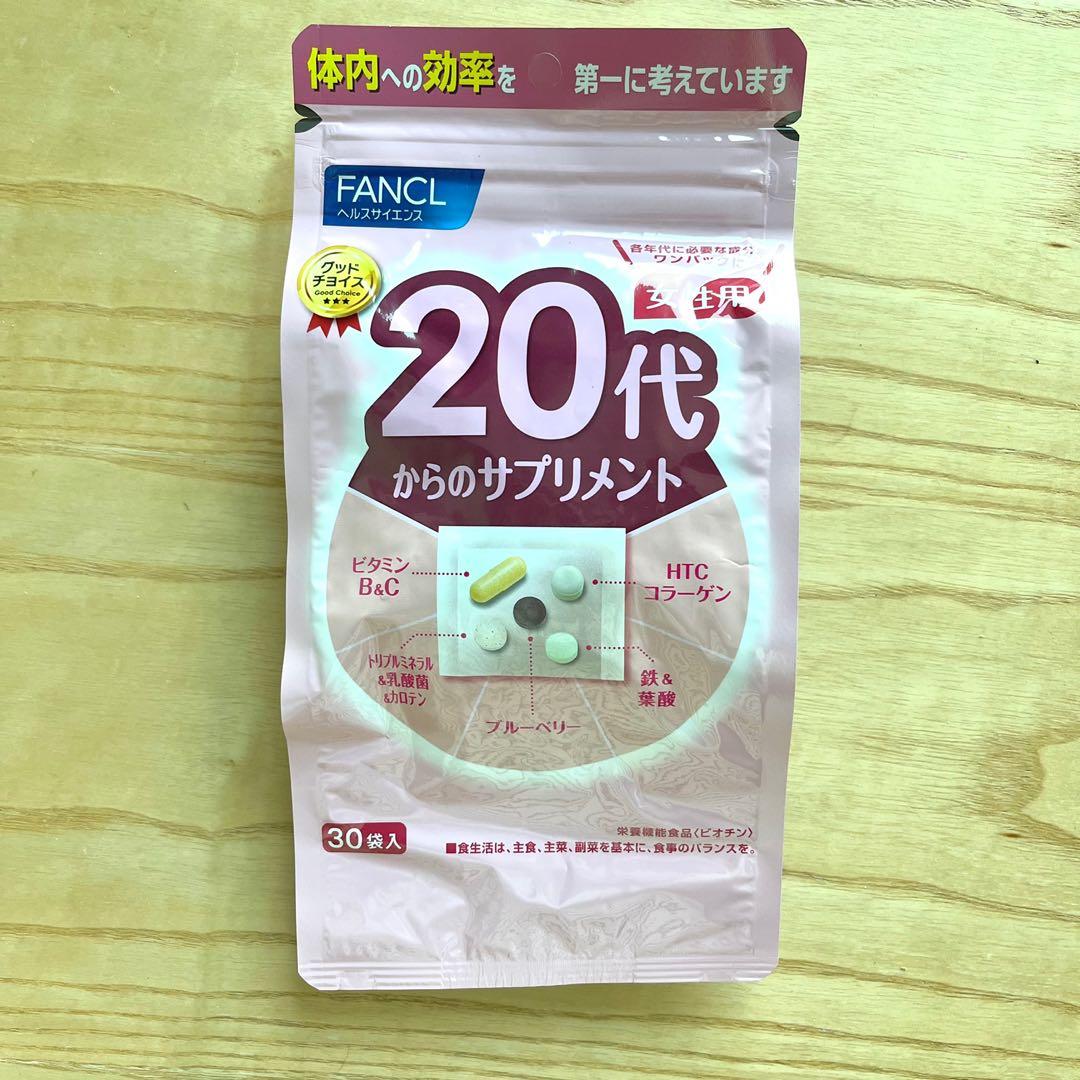 体内への効率を 第一に考えています
FANCL
ヘルスサイエンス
グッド
チョイス
Good Choice
★★★
各年代に必要な成分
ワンパックに
女性用
20代
からのサプリメント
ビタミン
B&C
HTC
コラーゲン
トリプルミネラル
&乳酸菌
&カロテン
鉄&
葉酸
ブルーベリー
30袋入
栄養機能食品〈ビオチン〉
■食生活は、主食、主菜、副菜を基本に、食事のバランスを。